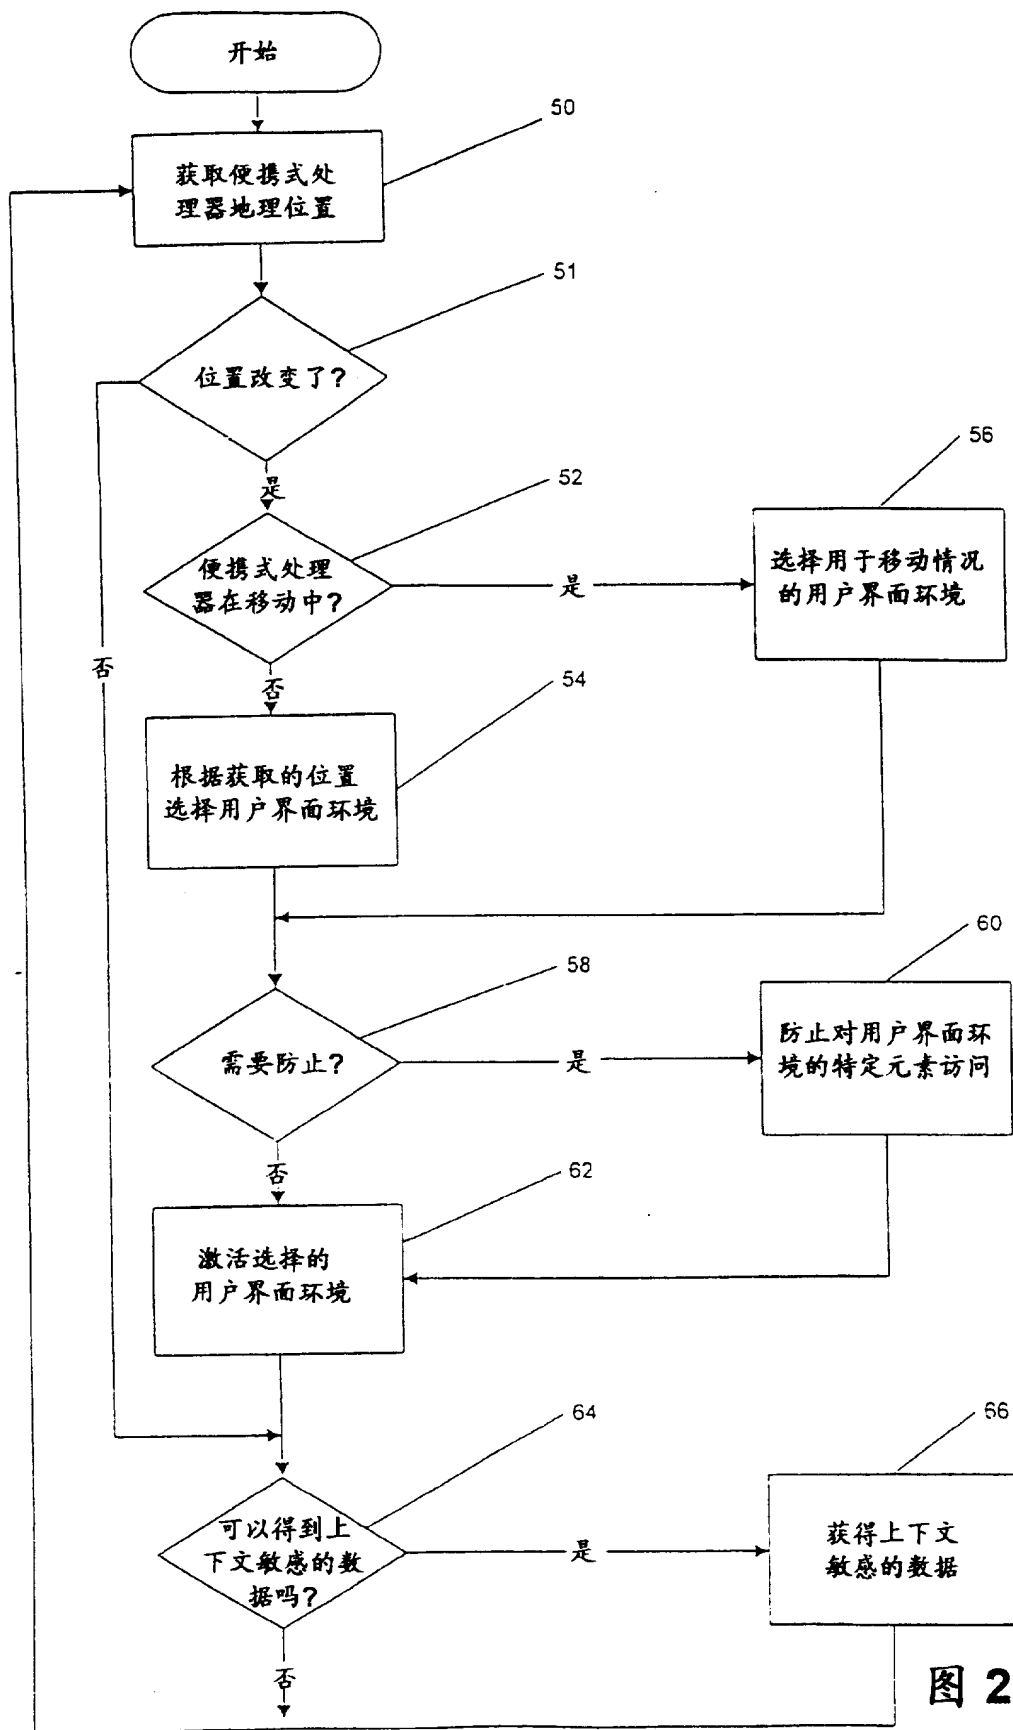 开始
50
获取便携式处
理器地理位置
51
位置改变了?
是
52
56
便携式处理
器在移动中?
是
选择用于移动情况
的用户界面环境
否
否
54
根据获取的位置
选择用户界面环境
58
60
需要防止?
是
防止对用户界面环
境的特定元素访问
否
62
激活选择的
用户界面环境
64
66
可以得到上
下文敏感的数
据吗?
是
获得上下文
敏感的数据
否
图 2